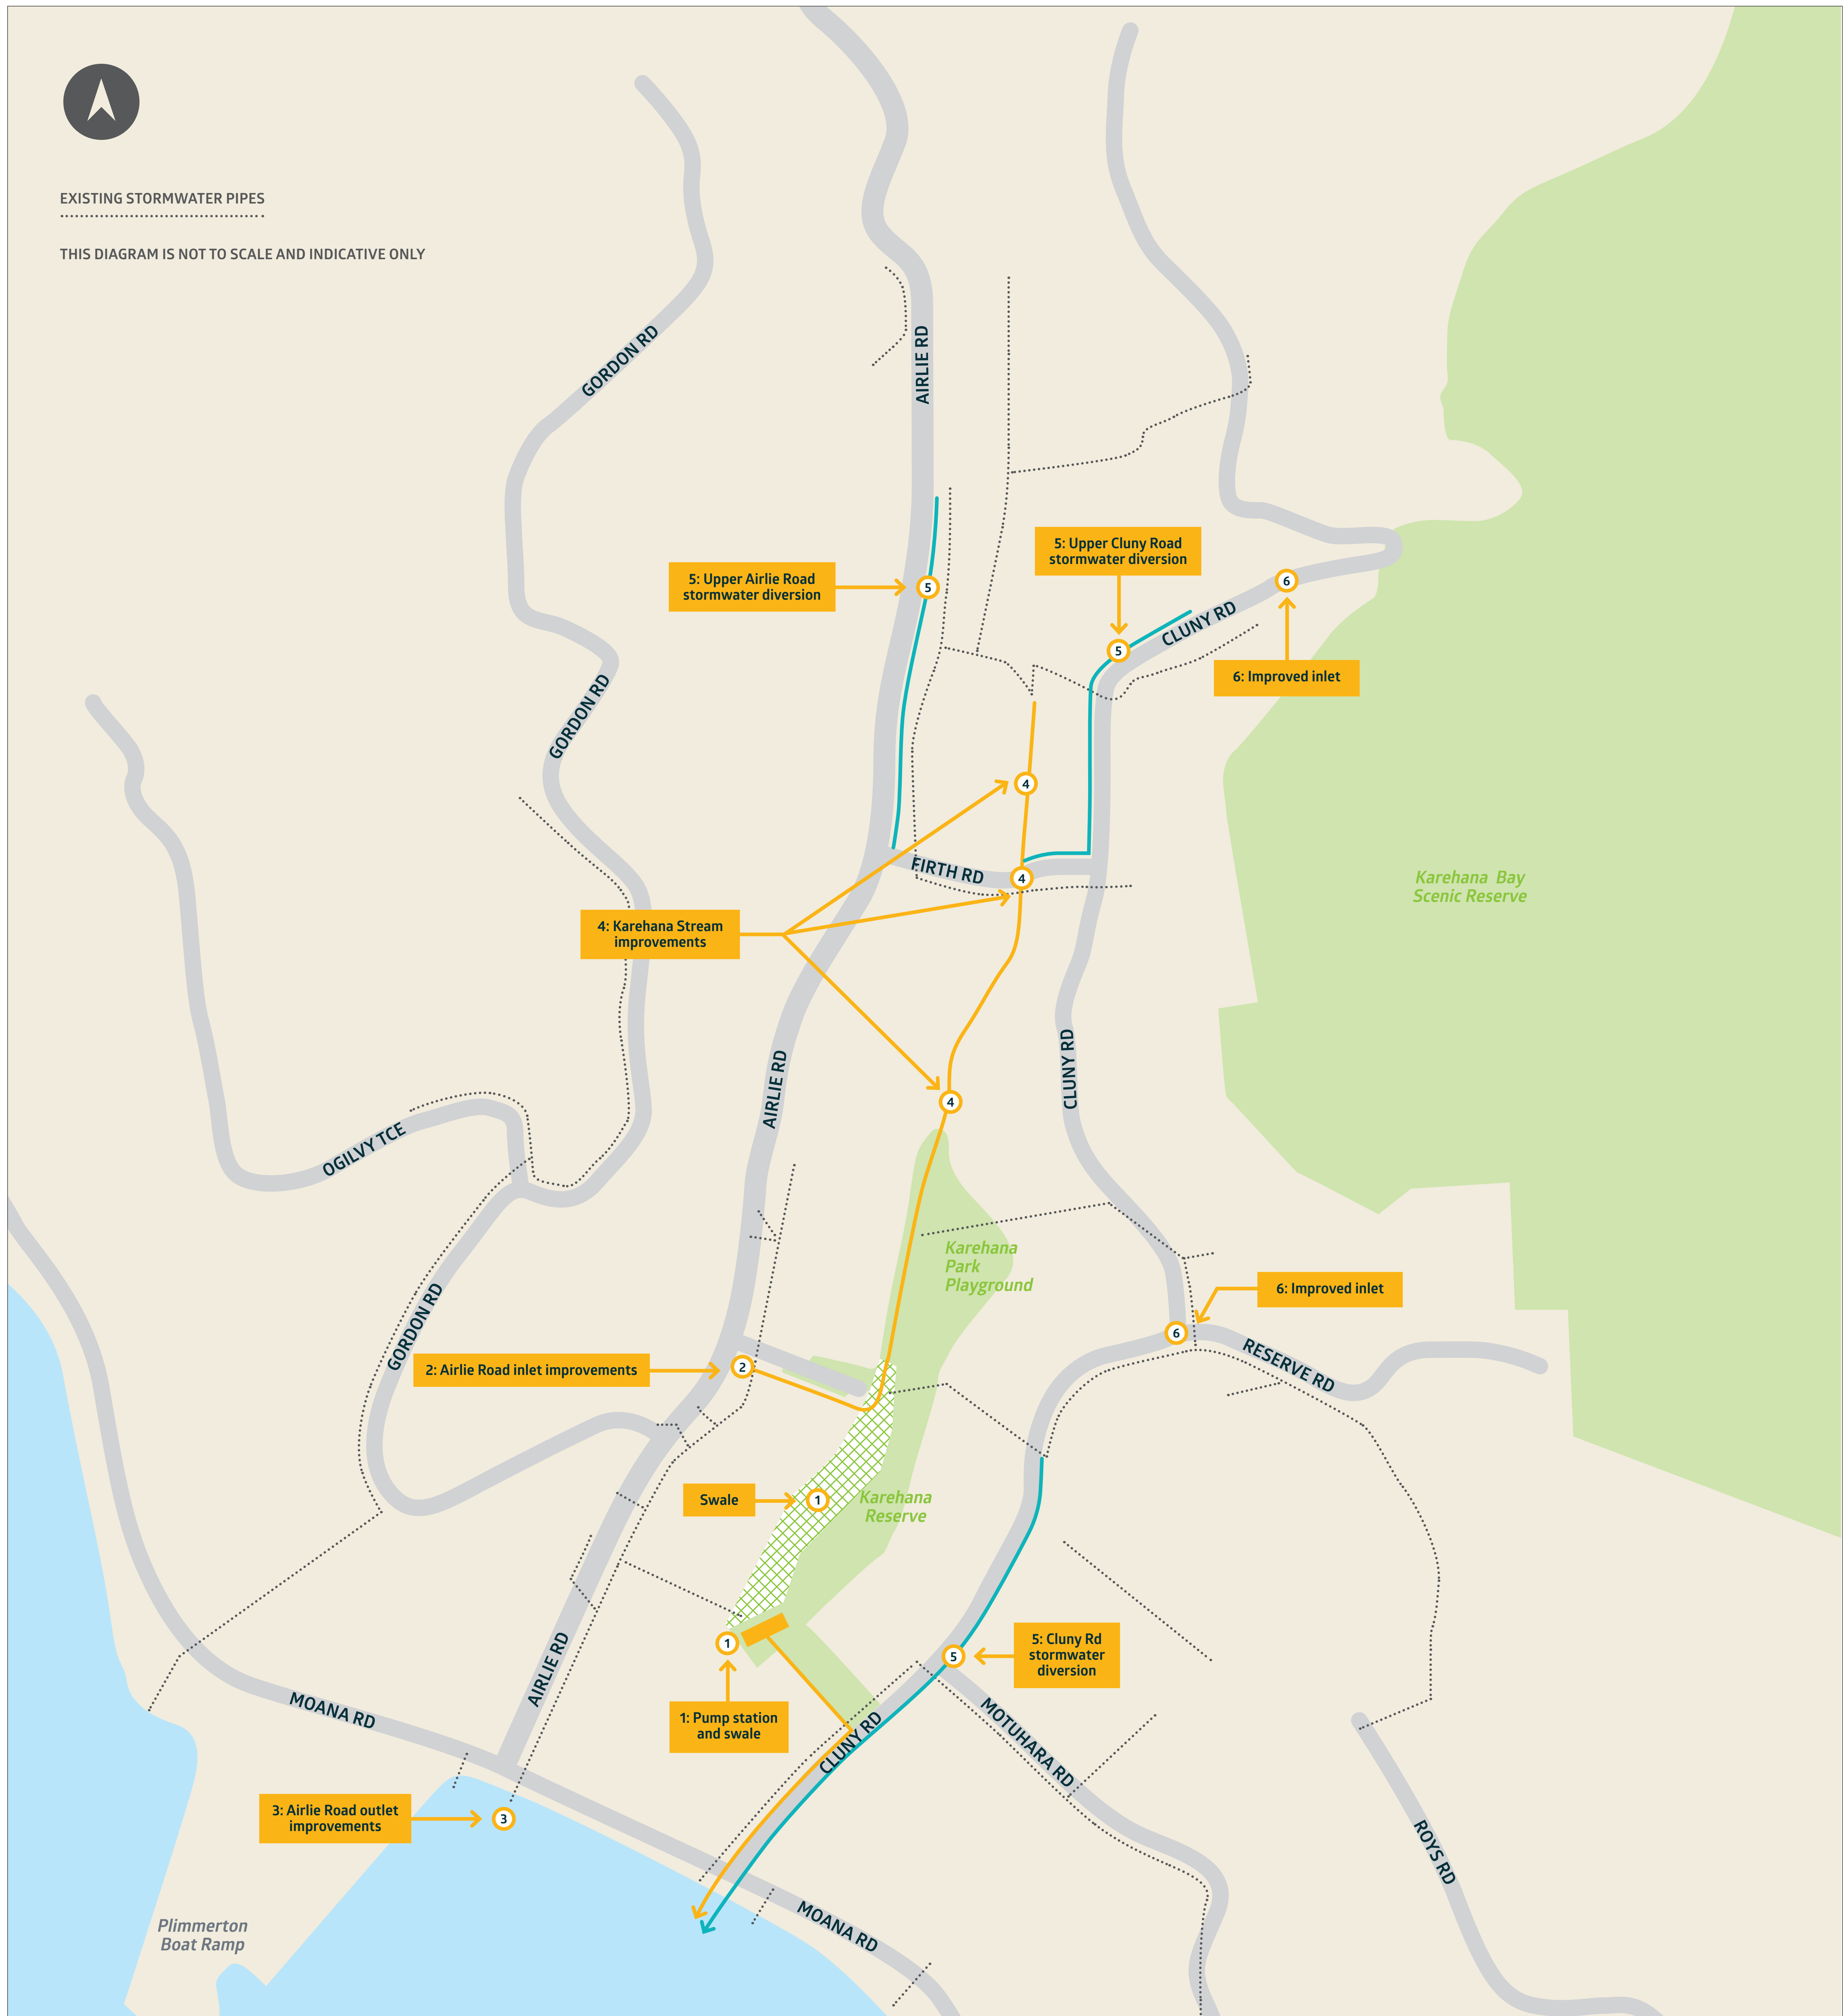 EXISTING STORMWATER PIPES
THIS DIAGRAM IS NOT TO SCALE AND INDICATIVE ONLY
GORDON RD
AIRLIE RD
5: Upper Cluny Road
stormwater diversion
5: Upper Airlie Road
stormwater diversion
5
6
CLUNY RD
5
6: Improved inlet
GORDON RD
4
FIRTH RD
4
Karehana Bay
Scenic Reserve
4: Karehana Stream
improvements
CLUNY RD
AIRLIE RD
4
OGILVY TCE
Karehana
Park
Playground
6: Improved inlet
GORDON RD
6
RESERVE RD
2: Airlie Road inlet improvements
2
Swale
1
Karehana
Reserve
1
5
5: Cluny Rd
stormwater
diversion
AIRLIE RD
MOANA RD
1: Pump station
and swale
CLUNY RD
MOTUHARA RD
3: Airlie Road outlet
improvements
3
ROYS RD
Plimmerton
Boat Ramp
MOANA RD